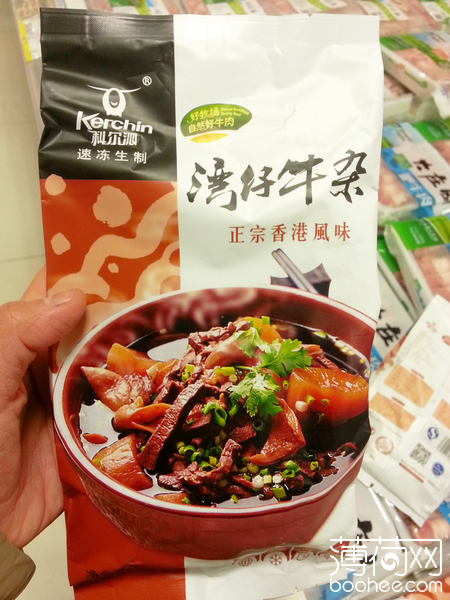 ®
Kerchin
科尔沁
速冻生制
好牧场
自然好牛肉
湾仔牛杂
正宗香港風味
薄荷网
boohee.com